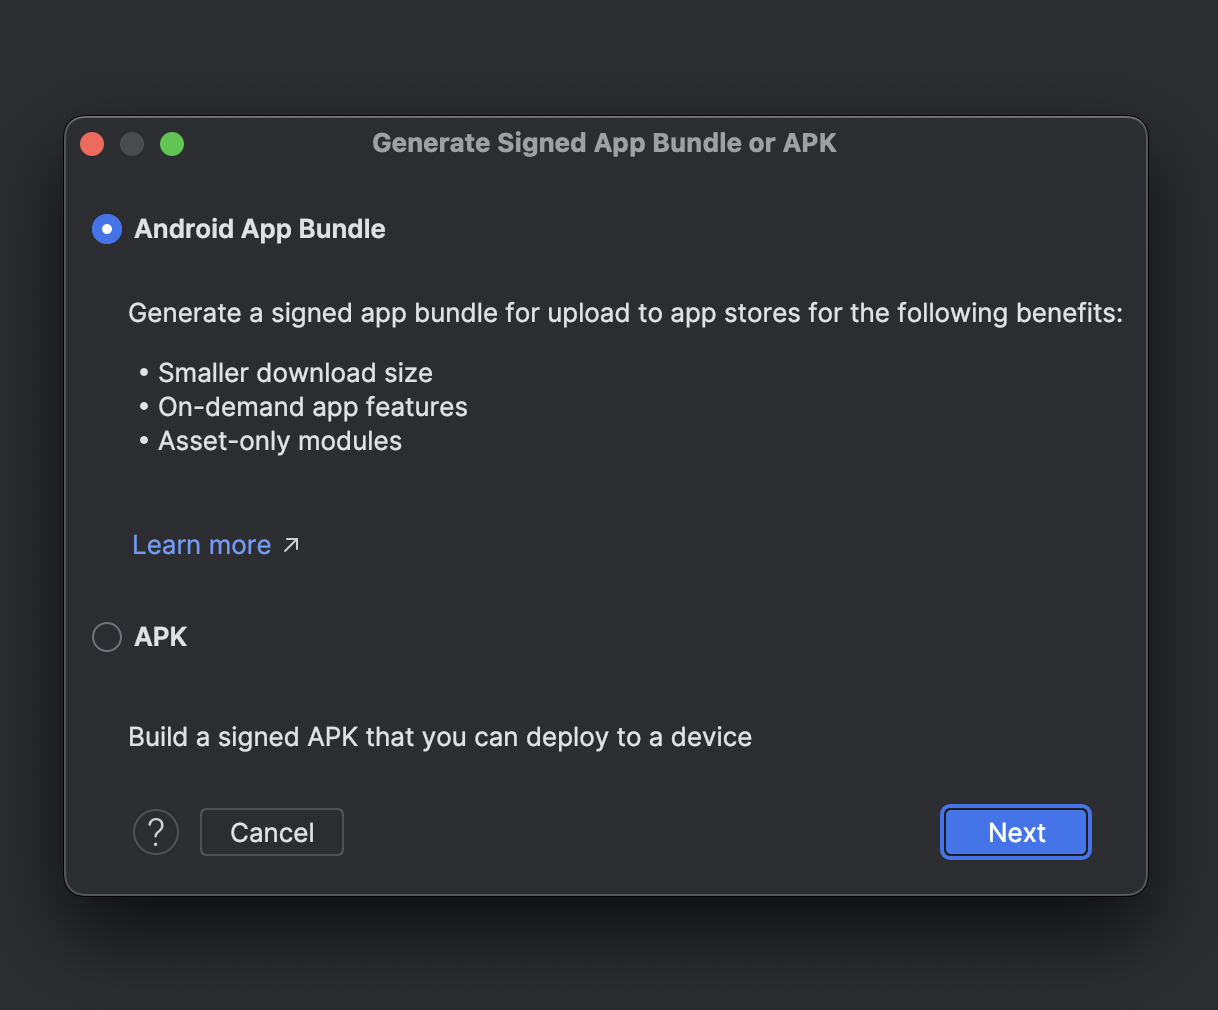 Generate Signed App Bundle or APK
Android App Bundle
Generate a signed app bundle for upload to app stores for the following benefits:
• Smaller download size
• On-demand app features
• Asset-only modules
Learn more ↗
APK
Build a signed APK that you can deploy to a device
? Cancel Next